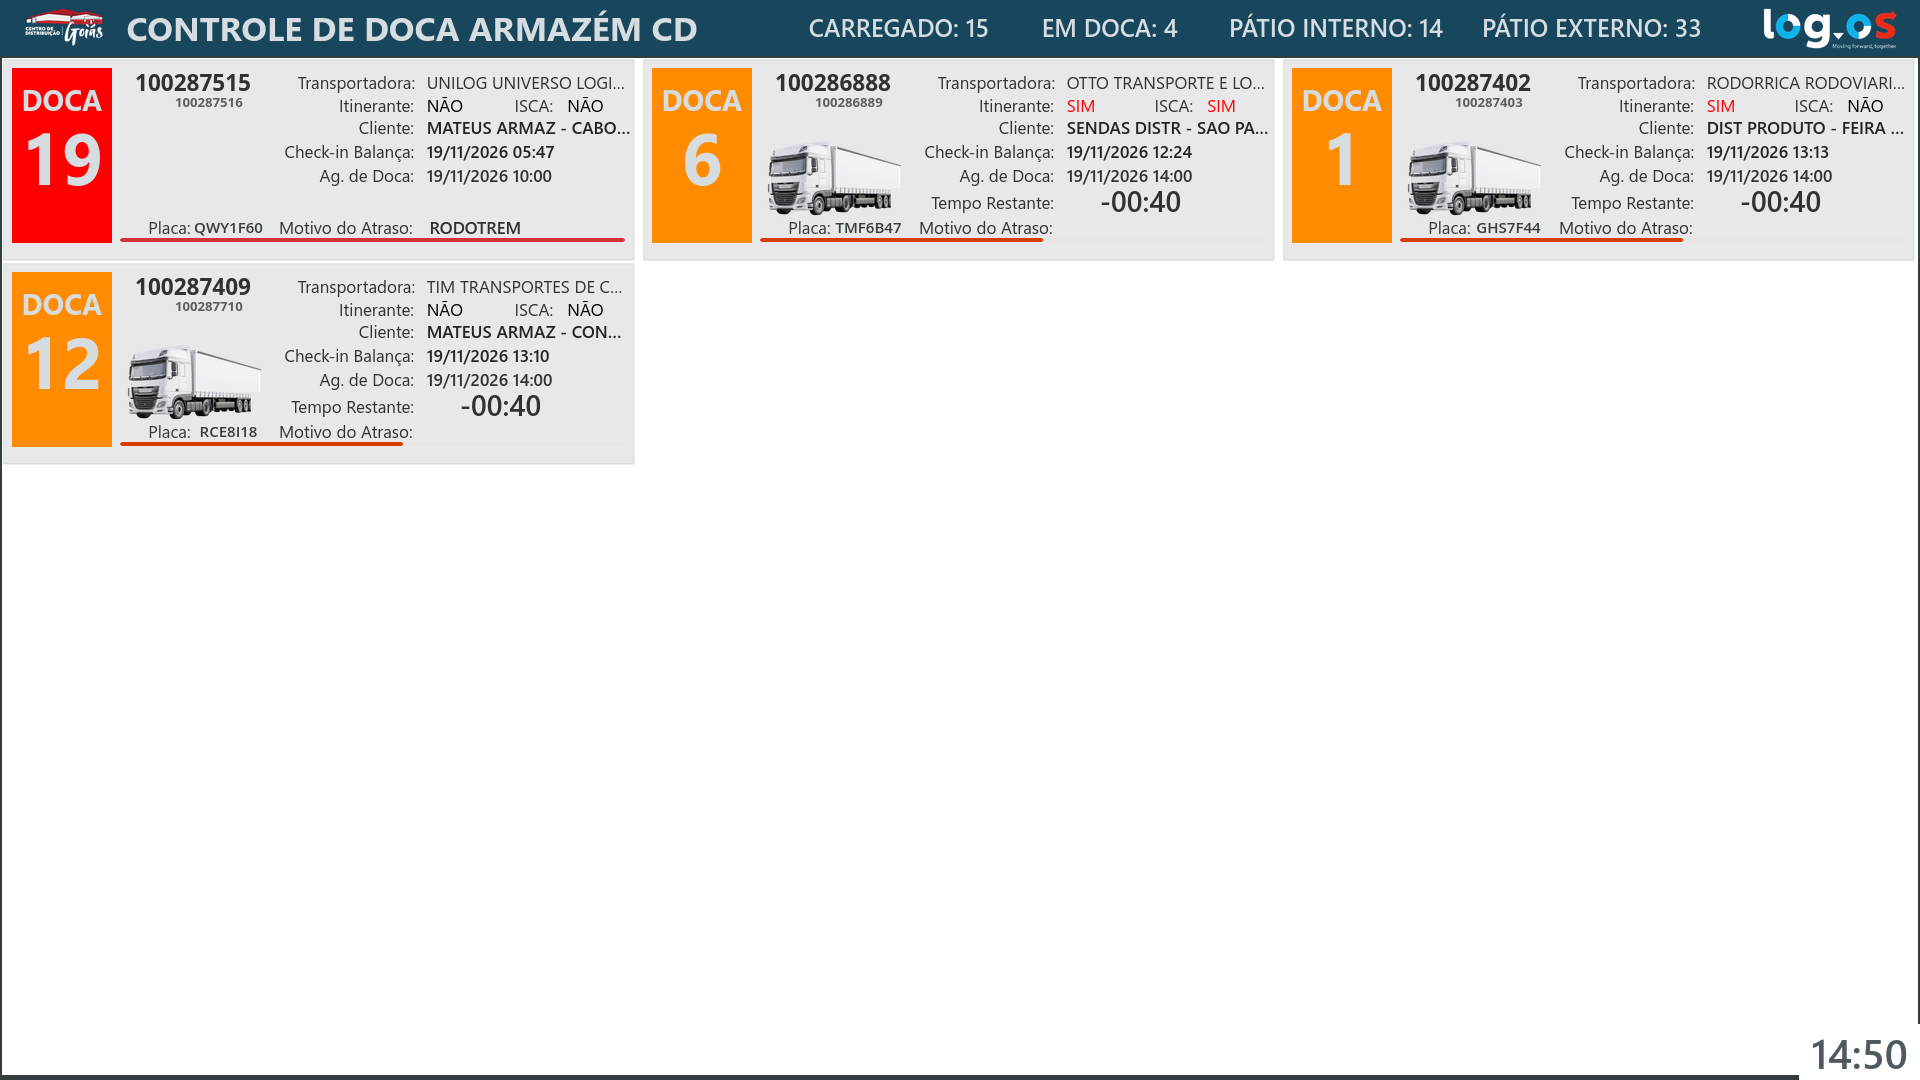 CENTRO DE DISTRIBUIÇÃO Goiás
CONTROLE DE DOCA ARMAZÉM CD
CARREGADO: 15
EM DOCA: 4
PÁTIO INTERNO: 14
PÁTIO EXTERNO: 33
log.os
Moving forward, together
DOCA
19
100287515
100287516
Transportadora: UNILOG UNIVERSO LOGI...
Itinerante: NÃO ISCA: NÃO
Cliente: MATEUS ARMAZ - CABO...
Check-in Balança: 19/11/2026 05:47
Ag. de Doca: 19/11/2026 10:00
Placa: QWY1F60 Motivo do Atraso: RODOTREM
DOCA
6
100286888
100286889
Transportadora: OTTO TRANSPORTE E LO...
Itinerante: SIM ISCA: SIM
Cliente: SENDAS DISTR - SAO PA...
Check-in Balança: 19/11/2026 12:24
Ag. de Doca: 19/11/2026 14:00
Tempo Restante: -00:40
Placa: TMF6B47 Motivo do Atraso:
DOCA
1
100287402
100287403
Transportadora: RODORRICA RODOVIARI...
Itinerante: SIM ISCA: NÃO
Cliente: DIST PRODUTO - FEIRA ...
Check-in Balança: 19/11/2026 13:13
Ag. de Doca: 19/11/2026 14:00
Tempo Restante: -00:40
Placa: GHS7F44 Motivo do Atraso:
DOCA
12
100287409
100287710
Transportadora: TIM TRANSPORTES DE C...
Itinerante: NÃO ISCA: NÃO
Cliente: MATEUS ARMAZ - CON...
Check-in Balança: 19/11/2026 13:10
Ag. de Doca: 19/11/2026 14:00
Tempo Restante: -00:40
Placa: RCE8I18 Motivo do Atraso:
14:50